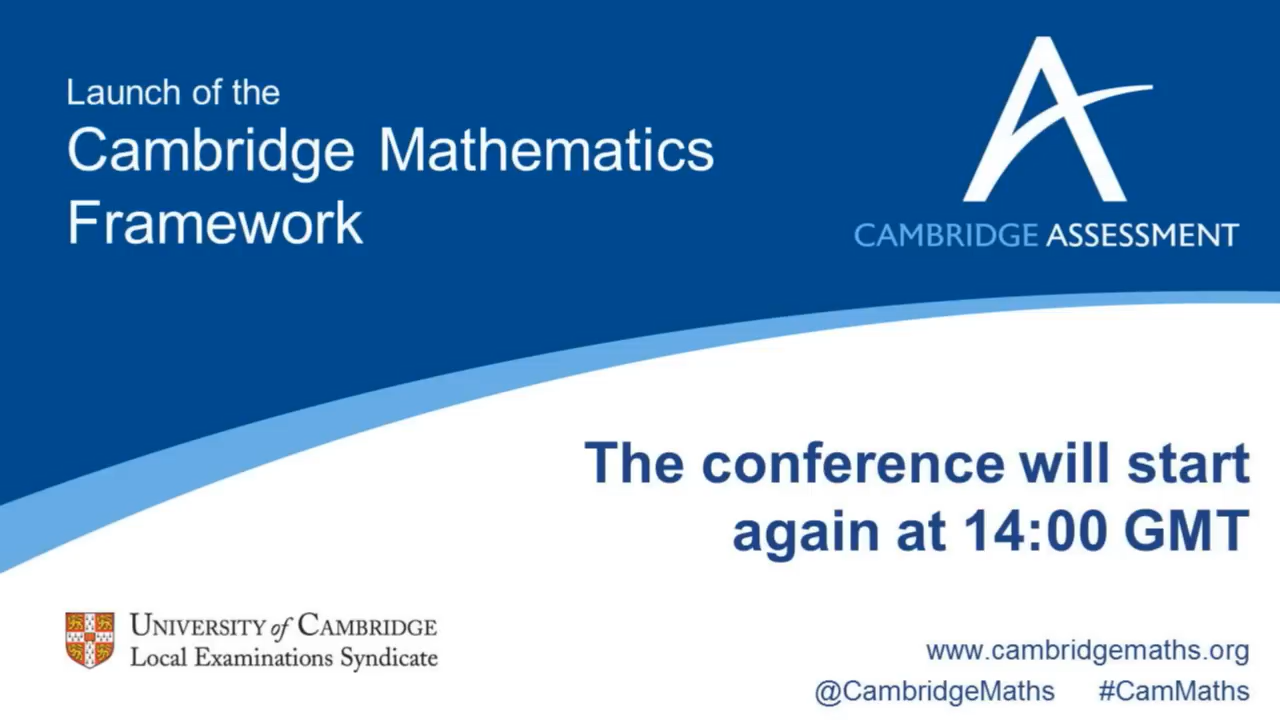 Launch of the
Cambridge Mathematics
Framework
CAMBRIDGE ASSESSMENT
The conference will start
again at 14:00 GMT
UNIVERSITY of CAMBRIDGE
Local Examinations Syndicate
www.cambridgemaths.org
@CambridgeMaths #CamMaths